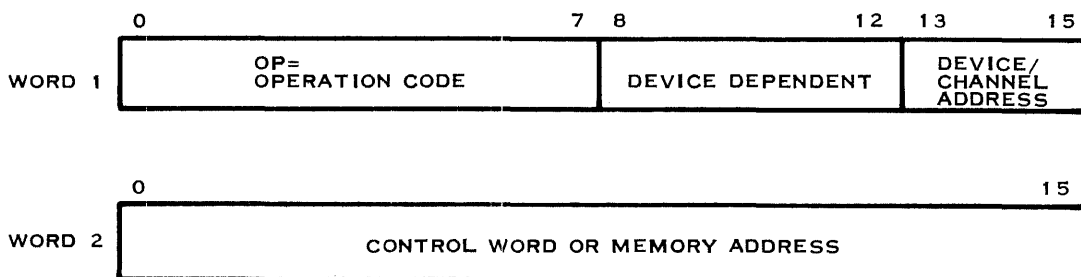 0 7 8 12 13 15
WORD 1
OP=
OPERATION CODE
DEVICE DEPENDENT
DEVICE/
CHANNEL
ADDRESS
0 15
WORD 2
CONTROL WORD OR MEMORY ADDRESS